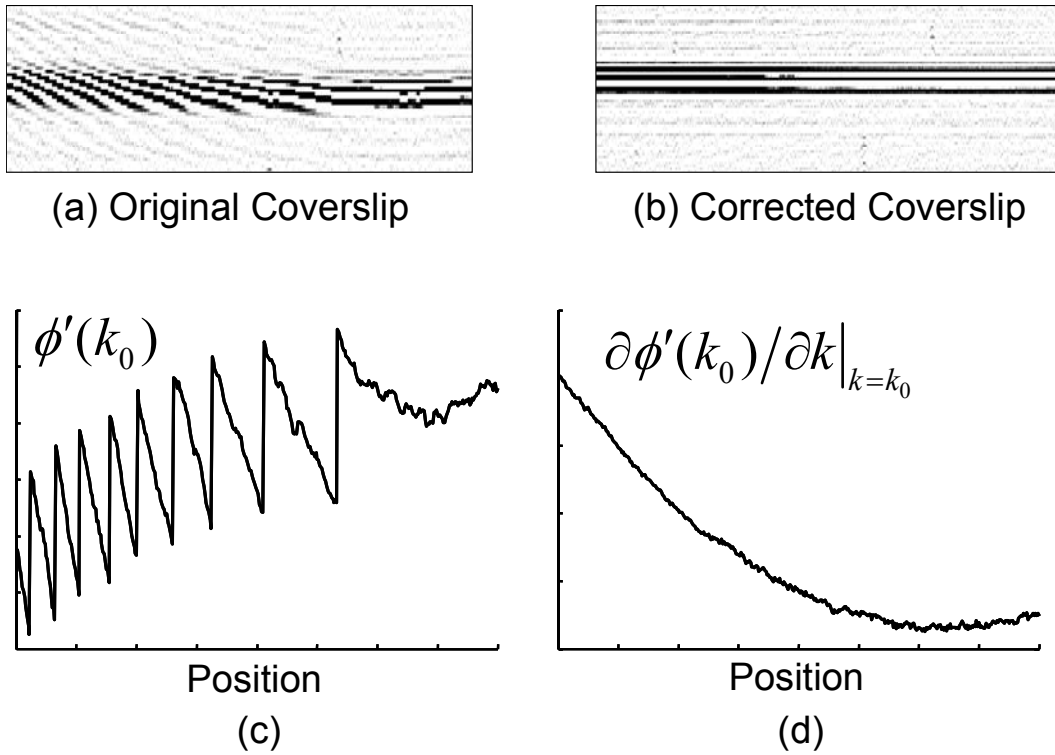 (a) Original Coverslip
(b) Corrected Coverslip
ϕ′(k₀)
∂ϕ′(k₀)/∂k|ₖ₌ₖ₀
Position
Position
(c)
(d)